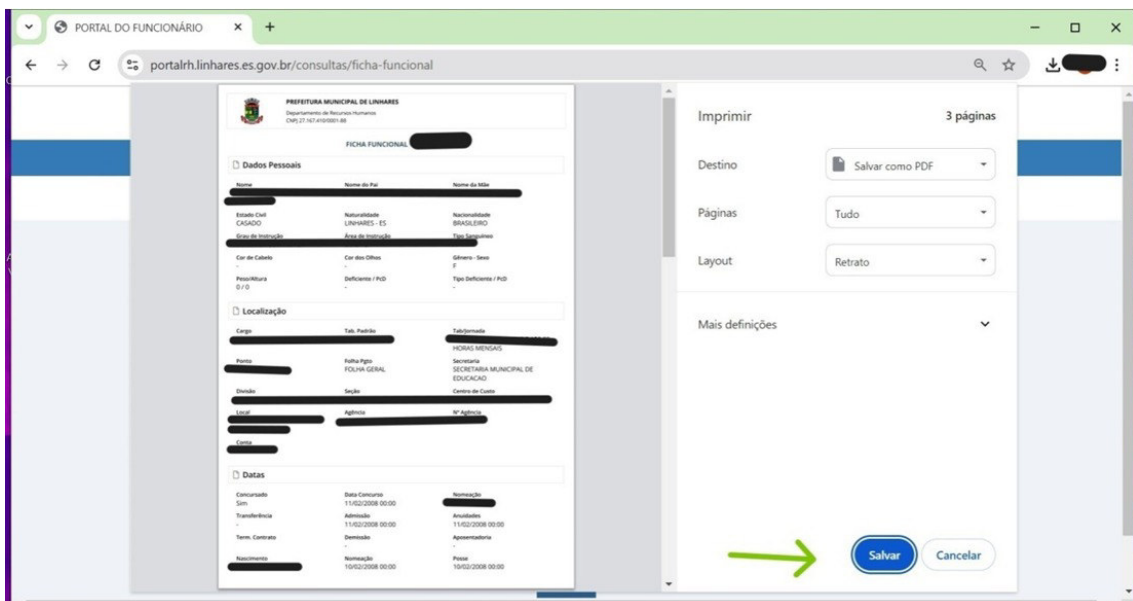 PORTAL DO FUNCIONÁRIO
portalrh.linhares.es.gov.br/consultas/ficha-funcional
PREFEITURA MUNICIPAL DE LINHARES
Departamento de Recursos Humanos
CNPJ 27.167.410/0001-88
FICHA FUNCIONAL
Dados Pessoais
Nome Nome do Pai Nome da Mãe
Estado Civil Naturalidade Nacionalidade
CASADO LINHARES - ES BRASILEIRO
Grau de Instrução Área de Instrução Tipo Sanguíneo
Cor de Cabelo Cor dos Olhos Gênero - Sexo
- - F
Peso/Altura Deficiente / PcD Tipo Deficiente / PcD
0 / 0 - -
Localização
Cargo Tab. Padrão Tab/Jornada
HORAS MENSAIS
Ponto Folha Pgto Secretaria
FOLHA GERAL SECRETARIA MUNICIPAL DE
EDUCACAO
Divisão Seção Centro de Custo
Local Agência Nº Agência
Conta
Datas
Concursado Data Concurso Nomeação
Sim 11/02/2008 00:00
Transferência Admissão Anuidades
- 11/02/2008 00:00 11/02/2008 00:00
Term. Contrato Demissão Aposentadoria
- - -
Nascimento Nomeação Posse
10/02/2008 00:00 10/02/2008 00:00
Imprimir 3 páginas
Destino Salvar como PDF
Páginas Tudo
Layout Retrato
Mais definições
Salvar Cancelar